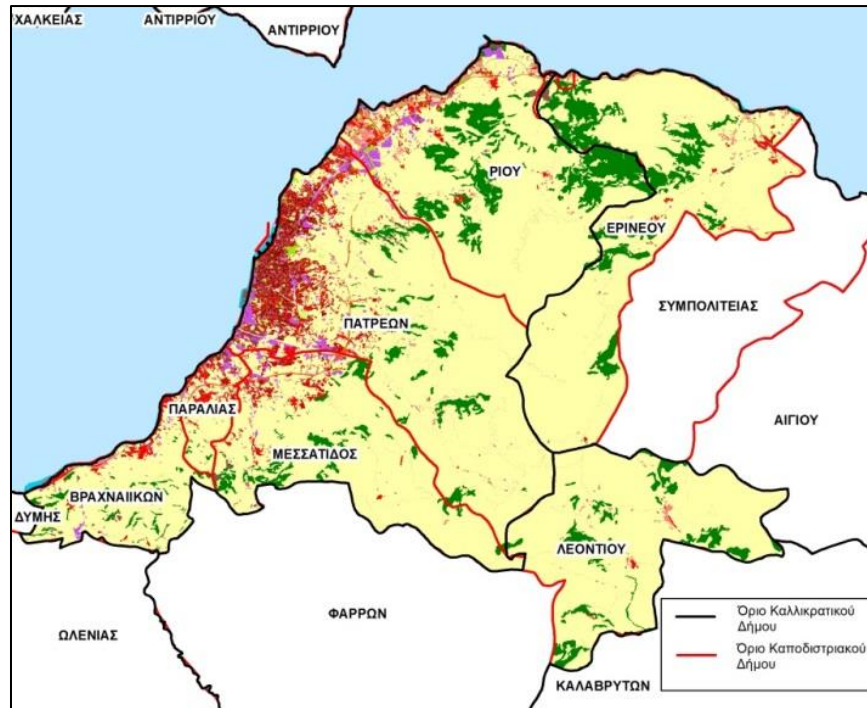 ΧΑΛΚΕΙΑΣ
ΑΝΤΙΡΡΙΟΥ
ΑΝΤΙΡΡΙΟΥ
ΡΙΟΥ
ΕΡΙΝΕΟΥ
ΣΥΜΠΟΛΙΤΕΙΑΣ
ΠΑΤΡΕΩΝ
ΠΑΡΑΛΙΑΣ
ΑΙΓΙΟΥ
ΜΕΣΣΑΤΙΔΟΣ
ΒΡΑΧΝΑΙΙΚΩΝ
ΔΥΜΗΣ
ΛΕΟΝΤΙΟΥ
ΦΑΡΡΩΝ
ΩΛΕΝΙΑΣ
ΚΑΛΑΒΡΥΤΩΝ
Όριο Καλλικρατικού
Δήμου
Όριο Καποδιστριακού
Δήμου